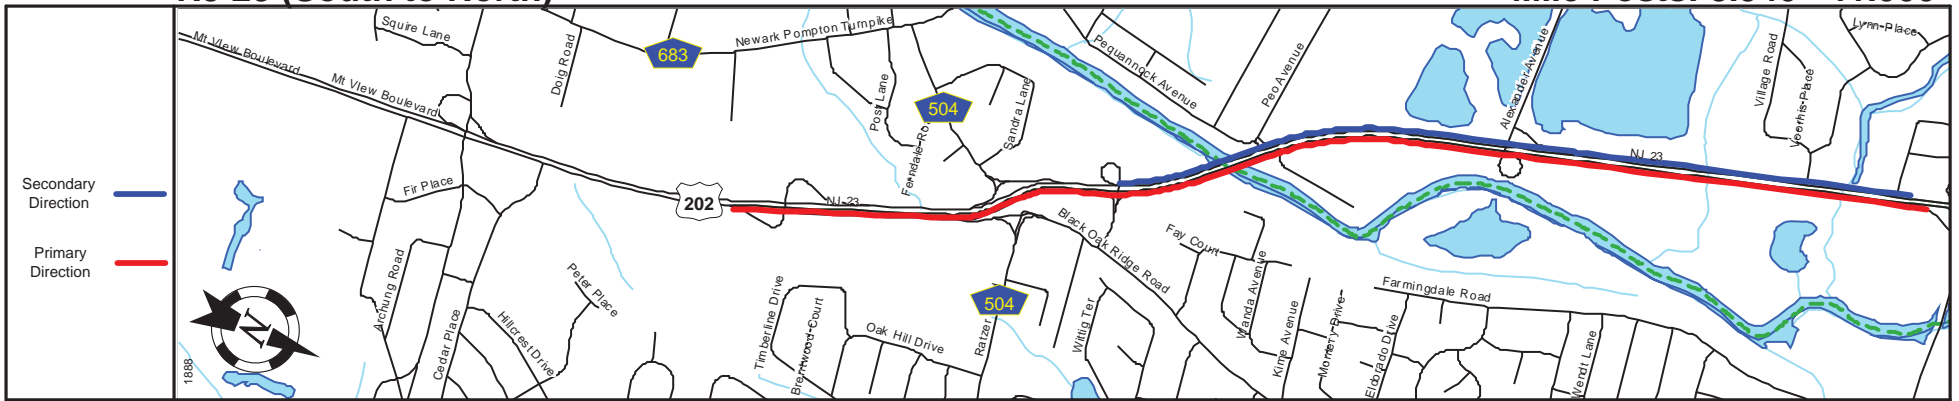 Secondary
Direction
Primary
Direction
Squire Lane
Mt View Boulevard
Mt View Boulevard
Doig Road
683
Newark Pompton Turnpike
Post Lane
504
Sandra Lane
Pequannock Avenue
Peo Avenue
Alexander Avenue
Village Road
Voorhis Place
Lynn Place
Fir Place
202
NJ 23
NJ 23
Archung Road
Cedar Place
Hillcrest Drive
Peter Place
Timberline Drive
Brentwood Court
Oak Hill Drive
504
Ratzer
Black Oak Ridge Road
Wittig Ter
Fay Court
Wanda Avenue
Kime Avenue
Memory Drive
Eldorado Drive
Farmingdale Road
Wendt Lane
N
1888